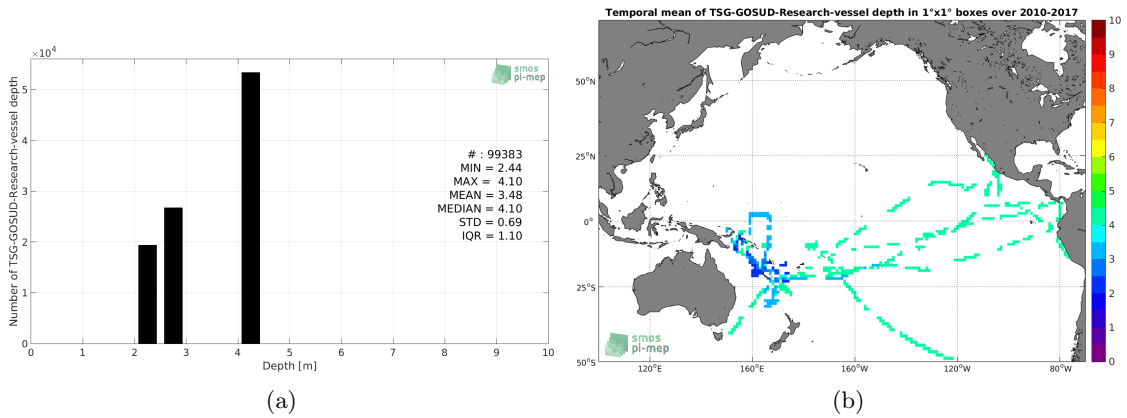 ×10⁴
5
4
3
2
1
0
Number of TSG-GOSUD-Research-vessel depth
smos
pi-mep
# : 99383
MIN = 2.44
MAX = 4.10
MEAN = 3.48
MEDIAN = 4.10
STD = 0.69
IQR = 1.10
0 1 2 3 4 5 6 7 8 9 10
Depth [m]
(a)
Temporal mean of TSG-GOSUD-Research-vessel depth in 1°x1° boxes over 2010-2017
50°N
25°N
0°
25°S
50°S
120°E 160°E 160°W 120°W 80°W
smos
pi-mep
10
9
8
7
6
5
4
3
2
1
0
(b)